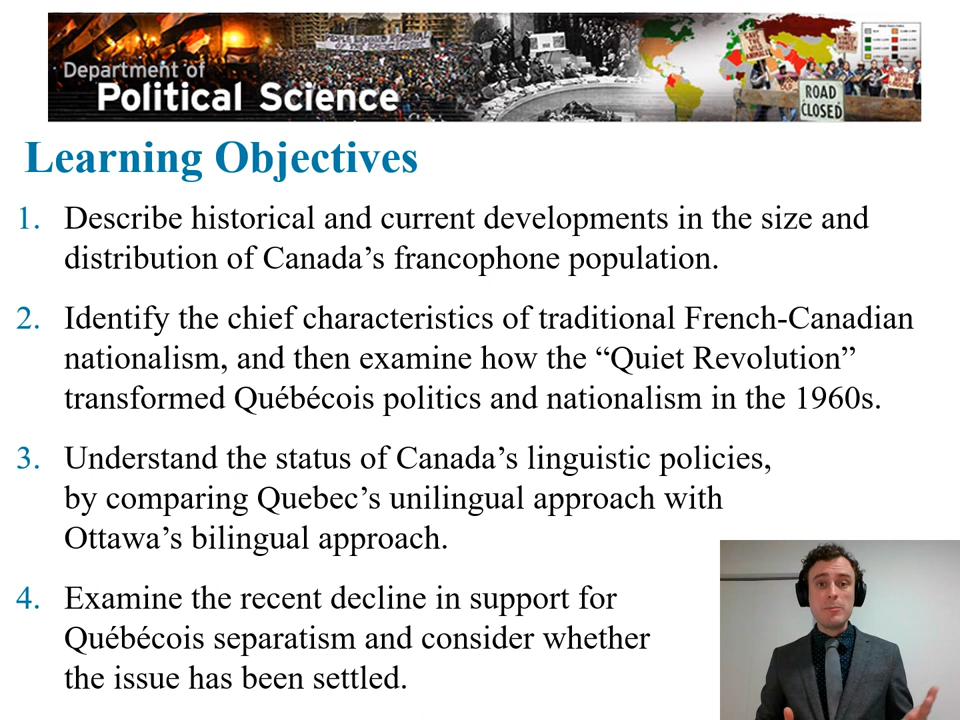 Department of
Political Science
ROAD
CLOSED
Learning Objectives
1. Describe historical and current developments in the size and
distribution of Canada’s francophone population.
2. Identify the chief characteristics of traditional French-Canadian
nationalism, and then examine how the “Quiet Revolution”
transformed Québécois politics and nationalism in the 1960s.
3. Understand the status of Canada’s linguistic policies,
by comparing Quebec’s unilingual approach with
Ottawa’s bilingual approach.
4. Examine the recent decline in support for
Québécois separatism and consider whether
the issue has been settled.